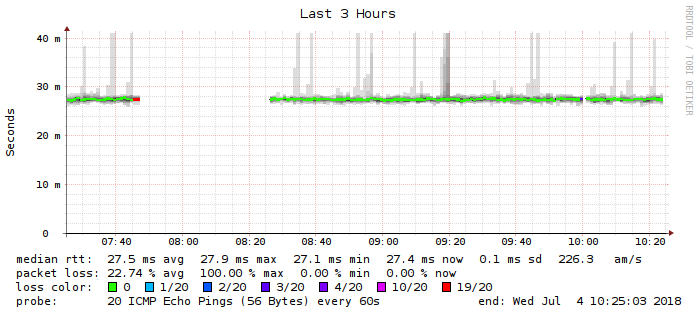 Last 3 Hours
RRDTOOL / TOBI OETIKER
Seconds
40 m
30 m
20 m
10 m
0
07:40 08:00 08:20 08:40 09:00 09:20 09:40 10:00 10:20
median rtt: 27.5 ms avg 27.9 ms max 27.1 ms min 27.4 ms now 0.1 ms sd 226.3 am/s
packet loss: 22.74 % avg 100.00 % max 0.00 % min 0.00 % now
loss color: 0 1/20 2/20 3/20 4/20 10/20 19/20
probe: 20 ICMP Echo Pings (56 Bytes) every 60s end: Wed Jul 4 10:25:03 2018